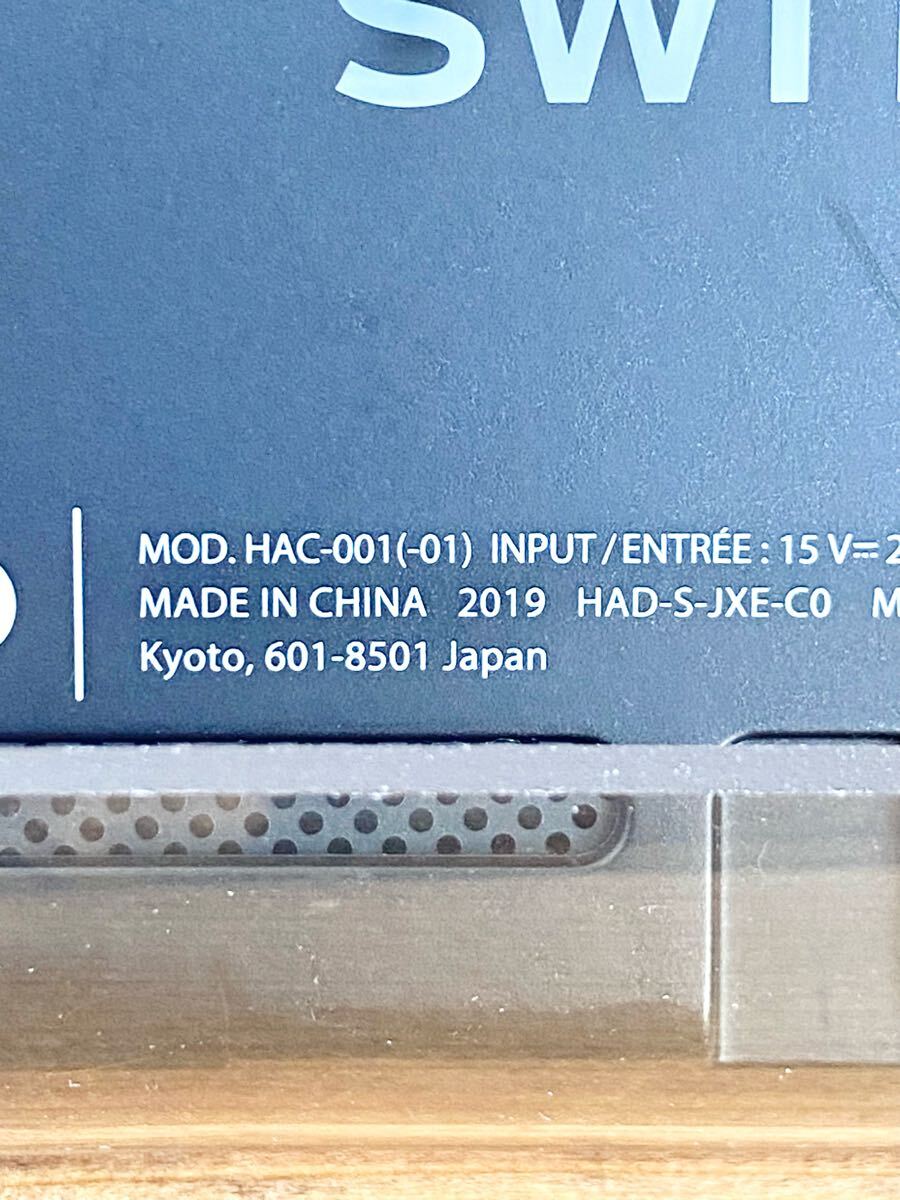 SWI
MOD. HAC-001(-01) INPUT/ENTRÉE : 15 V⎓ 2
MADE IN CHINA 2019 HAD-S-JXE-C0 M
Kyoto, 601-8501 Japan